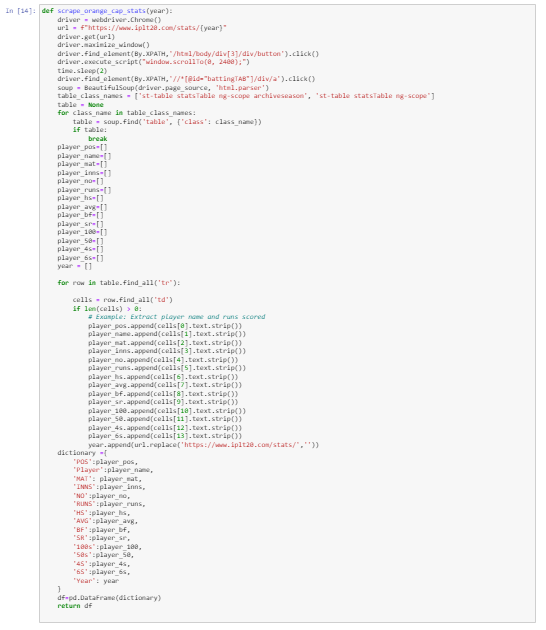 In [14]: def scrape_orange_cap_stats(year):
    driver = webdriver.Chrome()
    url = f"https://www.iplt20.com/stats/{year}"
    driver.get(url)
    driver.maximize_window()
    driver.find_element(By.XPATH,'/html/body/div[3]/div/button').click()
    driver.execute_script("window.scrollTo(0, 2400);")
    time.sleep(2)
    driver.find_element(By.XPATH,'//*[@id="battingTAB"]/div/a').click()
    soup = BeautifulSoup(driver.page_source, 'html.parser')
    table_class_names = ['st-table statsTable ng-scope archiveseason', 'st-table statsTable ng-scope']
    table = None
    for class_name in table_class_names:
        table = soup.find('table', {'class': class_name})
        if table:
            break
    player_pos=[]
    player_name=[]
    player_mat=[]
    player_inns=[]
    player_no=[]
    player_runs=[]
    player_hs=[]
    player_avg=[]
    player_bf=[]
    player_sr=[]
    player_100=[]
    player_50=[]
    player_4s=[]
    player_6s=[]
    year = []
    for row in table.find_all('tr'):
        cells = row.find_all('td')
        if len(cells) > 0:
            # Example: Extract player name and runs scored
            player_pos.append(cells[0].text.strip())
            player_name.append(cells[1].text.strip())
            player_mat.append(cells[2].text.strip())
            player_inns.append(cells[3].text.strip())
            player_no.append(cells[4].text.strip())
            player_runs.append(cells[5].text.strip())
            player_hs.append(cells[6].text.strip())
            player_avg.append(cells[7].text.strip())
            player_bf.append(cells[8].text.strip())
            player_sr.append(cells[9].text.strip())
            player_100.append(cells[10].text.strip())
            player_50.append(cells[11].text.strip())
            player_4s.append(cells[12].text.strip())
            player_6s.append(cells[13].text.strip())
            year.append(url.replace('https://www.iplt20.com/stats/',''))
    dictionary ={
        'POS':player_pos,
        'Player':player_name,
        'MAT': player_mat,
        'INNS':player_inns,
        'NO':player_no,
        'RUNS':player_runs,
        'HS':player_hs,
        'AVG':player_avg,
        'BF':player_bf,
        'SR':player_sr,
        '100s':player_100,
        '50s':player_50,
        '4S':player_4s,
        '6S':player_6s,
        'Year': year
    }
    df=pd.DataFrame(dictionary)
    return df